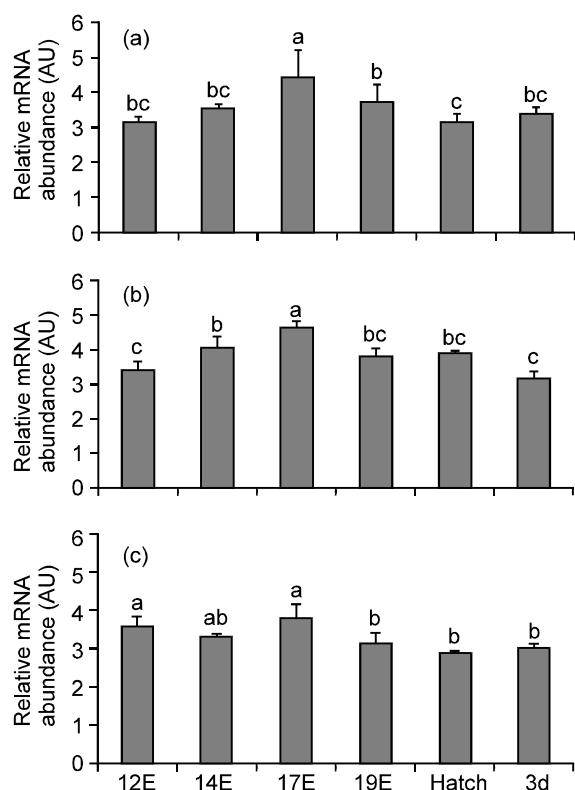 6
(a)
a
5
b
bc
bc
bc
c
4
3
2
1
0
Relative mRNA
abundance (AU)
6
(b)
a
5
b
bc
bc
c
c
4
3
2
1
0
Relative mRNA
abundance (AU)
6
(c)
5
a
ab
a
b
b
b
4
3
2
1
0
Relative mRNA
abundance (AU)
12E 14E 17E 19E Hatch 3d